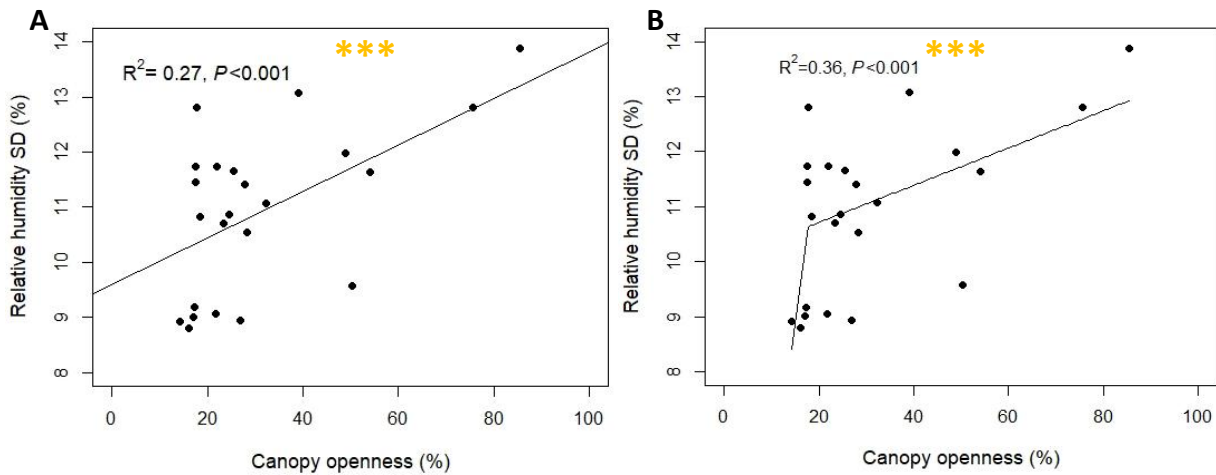 A
***
R²= 0.27, P<0.001
14
13
12
11
10
9
8
Relative humidity SD (%)
0 20 40 60 80 100
Canopy openness (%)
B
***
R²=0.36, P<0.001
14
13
12
11
10
9
8
Relative humidity SD (%)
0 20 40 60 80 100
Canopy openness (%)